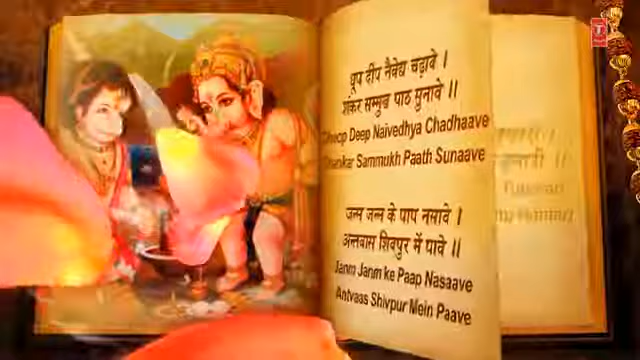 धूप दीप नैवेद्य चढ़ावे ।
शंकर सम्मुख पाठ सुनावे ॥
Dhoop Deep Naivedhya Chadhaave
Shankar Sammukh Paath Sunaave
जन्म जन्म के पाप नसावे ।
अन्तवास शिवपुर में पावे ॥
Janm Janm ke Paap Nasaave
Antvaas Shivpur Mein Paave